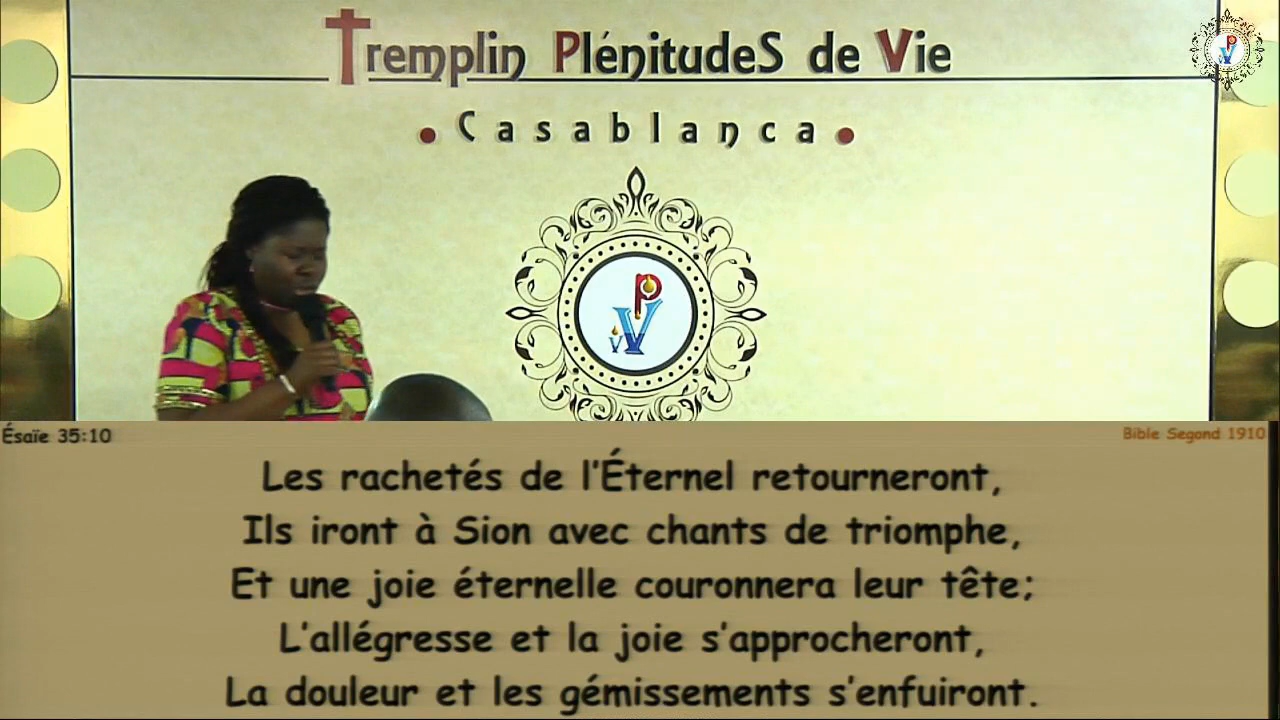 Tremplin PlénitudeS de Vie
• Casablanca •
PV
PvV
Ésaïe 35:10
Bible Segond 1910
Les rachetés de l'Éternel retourneront,
Ils iront à Sion avec chants de triomphe,
Et une joie éternelle couronnera leur tête;
L'allégresse et la joie s'approcheront,
La douleur et les gémissements s'enfuiront.